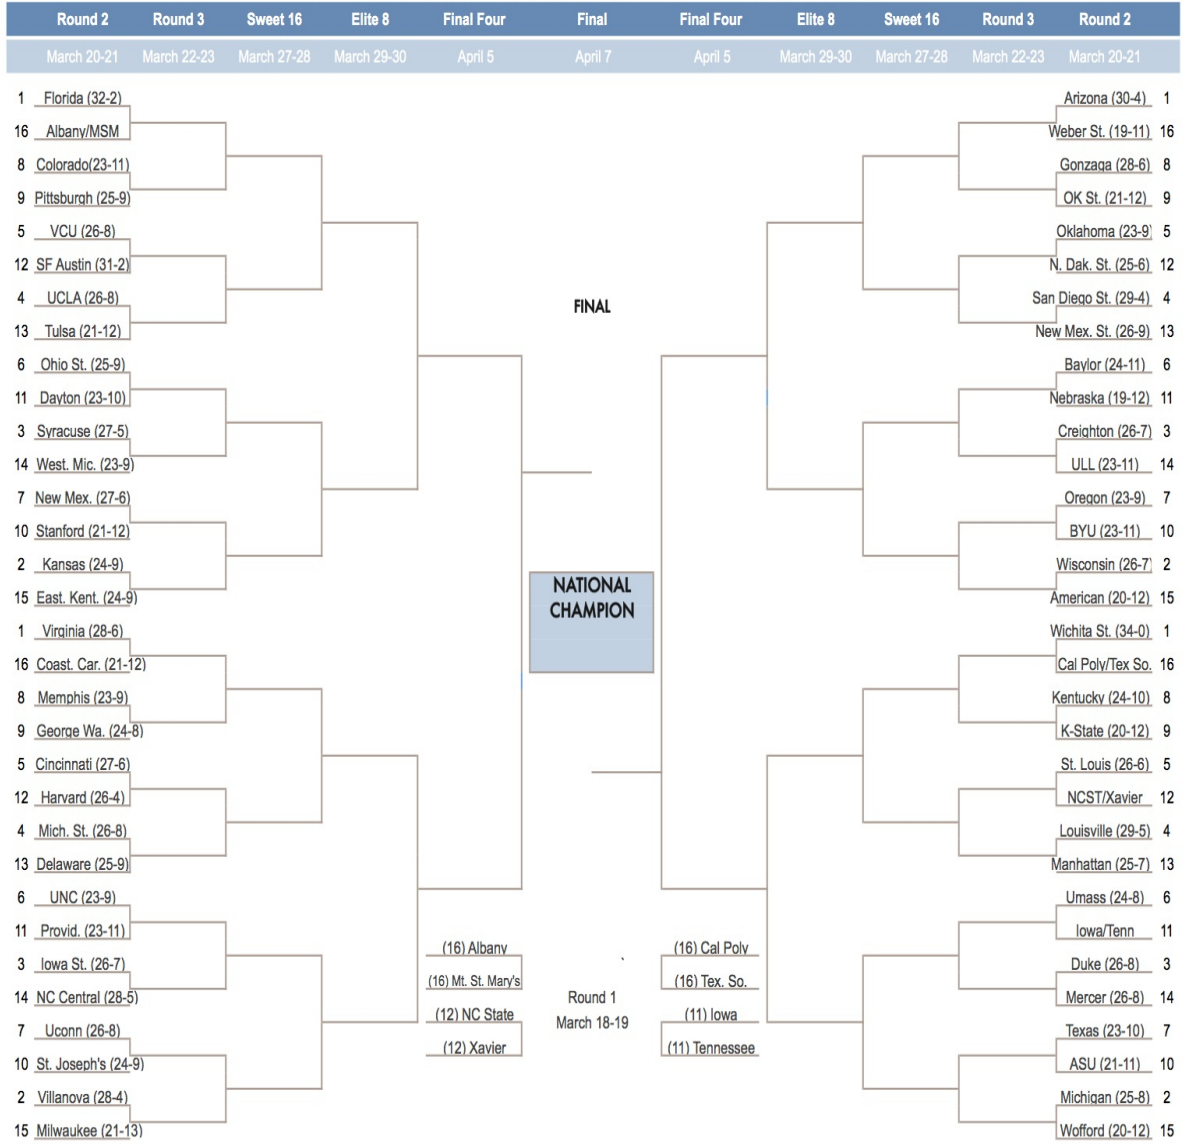 Round 2 Round 3 Sweet 16 Elite 8 Final Four Final Final Four Elite 8 Sweet 16 Round 3 Round 2
March 20-21 March 22-23 March 27-28 March 29-30 April 5 April 7 April 5 March 29-30 March 27-28 March 22-23 March 20-21
1 Florida (32-2)
16 Albany/MSM
8 Colorado(23-11)
9 Pittsburgh (25-9)
5 VCU (26-8)
12 SF Austin (31-2)
4 UCLA (26-8)
13 Tulsa (21-12)
6 Ohio St. (25-9)
11 Dayton (23-10)
3 Syracuse (27-5)
14 West. Mic. (23-9)
7 New Mex. (27-6)
10 Stanford (21-12)
2 Kansas (24-9)
15 East. Kent. (24-9)
1 Virginia (28-6)
16 Coast. Car. (21-12)
8 Memphis (23-9)
9 George Wa. (24-8)
5 Cincinnati (27-6)
12 Harvard (26-4)
4 Mich. St. (26-8)
13 Delaware (25-9)
6 UNC (23-9)
11 Provid. (23-11)
3 Iowa St. (26-7)
14 NC Central (28-5)
7 Uconn (26-8)
10 St. Joseph's (24-9)
2 Villanova (28-4)
15 Milwaukee (21-13)
FINAL
NATIONAL
CHAMPION
(16) Albany
(16) Mt. St. Mary's
(12) NC State
(12) Xavier
Round 1
March 18-19
(16) Cal Poly
(16) Tex. So.
(11) Iowa
(11) Tennessee
Arizona (30-4) 1
Weber St. (19-11) 16
Gonzaga (28-6) 8
OK St. (21-12) 9
Oklahoma (23-9) 5
N. Dak. St. (25-6) 12
San Diego St. (29-4) 4
New Mex. St. (26-9) 13
Baylor (24-11) 6
Nebraska (19-12) 11
Creighton (26-7) 3
ULL (23-11) 14
Oregon (23-9) 7
BYU (23-11) 10
Wisconsin (26-7) 2
American (20-12) 15
Wichita St. (34-0) 1
Cal Poly/Tex So. 16
Kentucky (24-10) 8
K-State (20-12) 9
St. Louis (26-6) 5
NCST/Xavier 12
Louisville (29-5) 4
Manhattan (25-7) 13
Umass (24-8) 6
Iowa/Tenn 11
Duke (26-8) 3
Mercer (26-8) 14
Texas (23-10) 7
ASU (21-11) 10
Michigan (25-8) 2
Wofford (20-12) 15